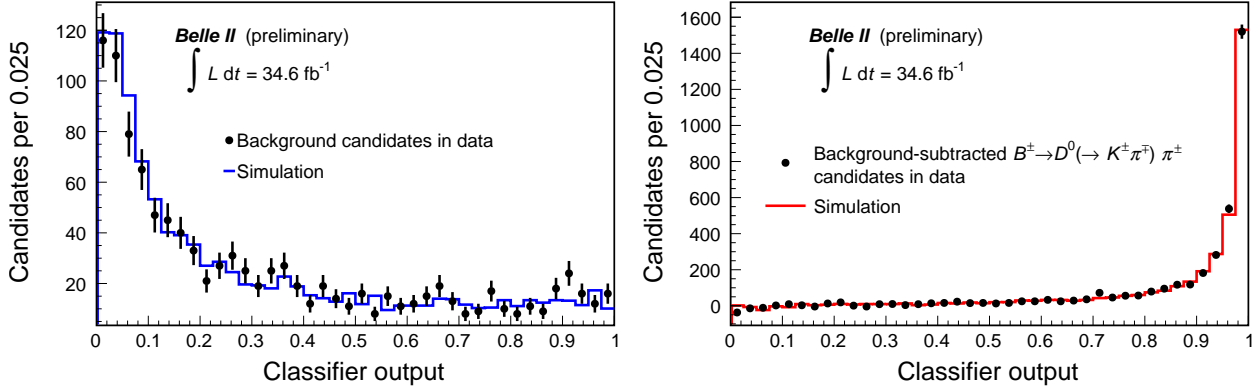 Candidates per 0.025
120
100
80
60
40
20
Belle II (preliminary)
∫ L dt = 34.6 fb⁻¹
Background candidates in data
Simulation
0 0.1 0.2 0.3 0.4 0.5 0.6 0.7 0.8 0.9 1
Classifier output
Candidates per 0.025
1600
1400
1200
1000
800
600
400
200
0
Belle II (preliminary)
∫ L dt = 34.6 fb⁻¹
Background-subtracted B±→D⁰(→ K±π∓) π±
candidates in data
Simulation
0 0.1 0.2 0.3 0.4 0.5 0.6 0.7 0.8 0.9 1
Classifier output